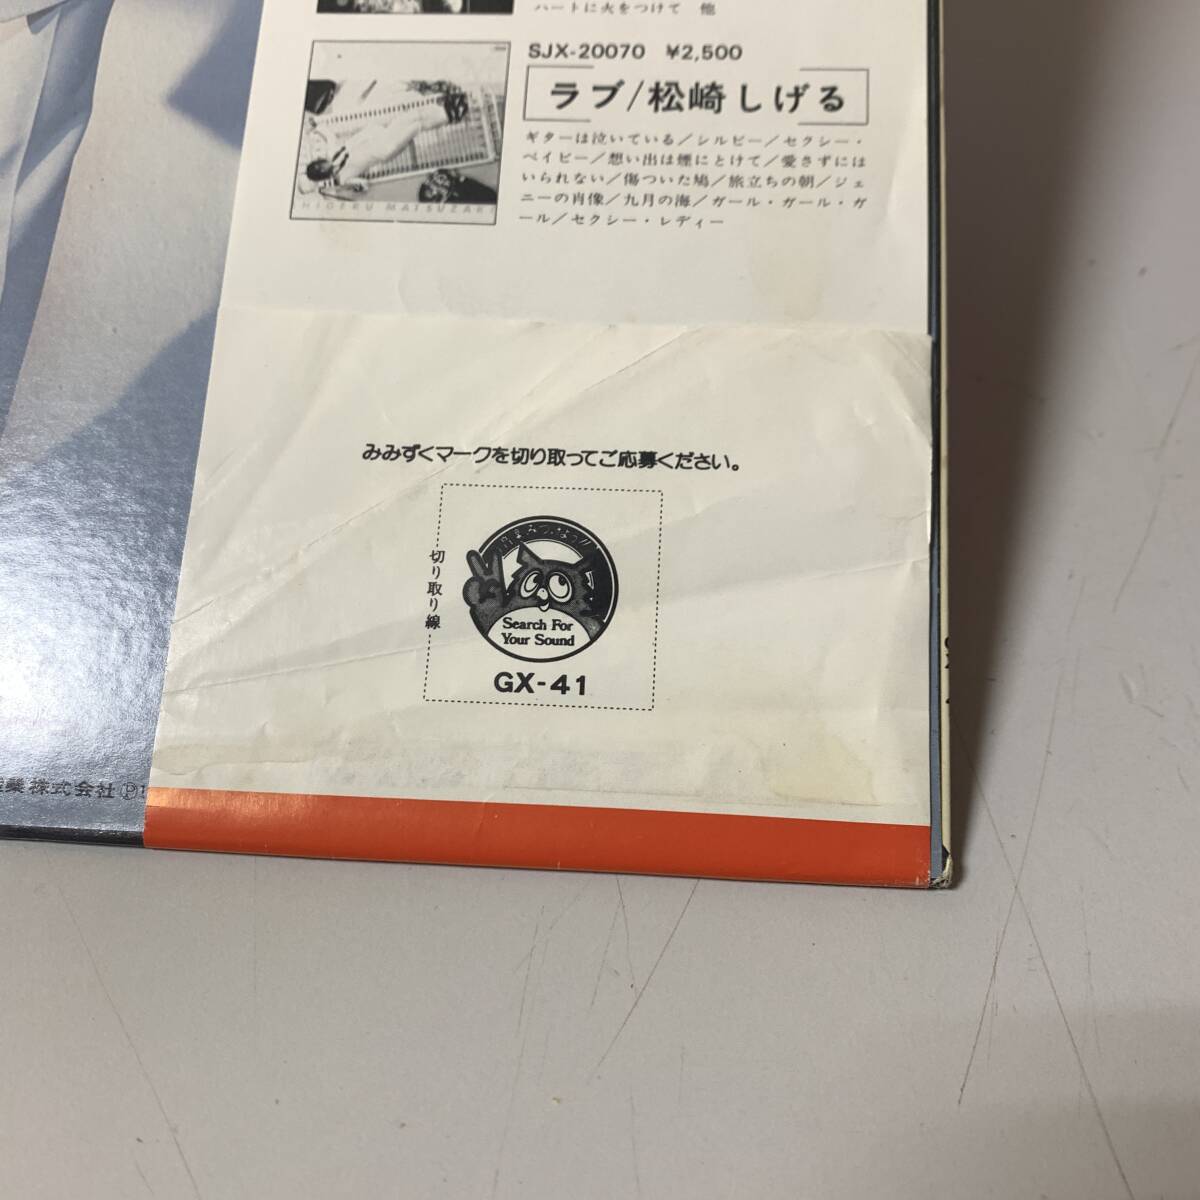 ハートに火をつけて 他
SJX-20070 ¥2,500
ラブ/松崎しげる
ギターは泣いている/シルビー/セクシー・
ベイビー/想い出は煙にとけて/愛さずには
いられない/傷ついた鳩/旅立ちの朝/ジェ
ニーの肖像/九月の海/ガール・ガール・ガ
ール/セクシー・レディー
HIGERU MATSUZAKI
みみずくマークを切り取ってご応募ください。
切り取り線
Search For
Your Sound
GX-41
業株式会社 Ⓟ1